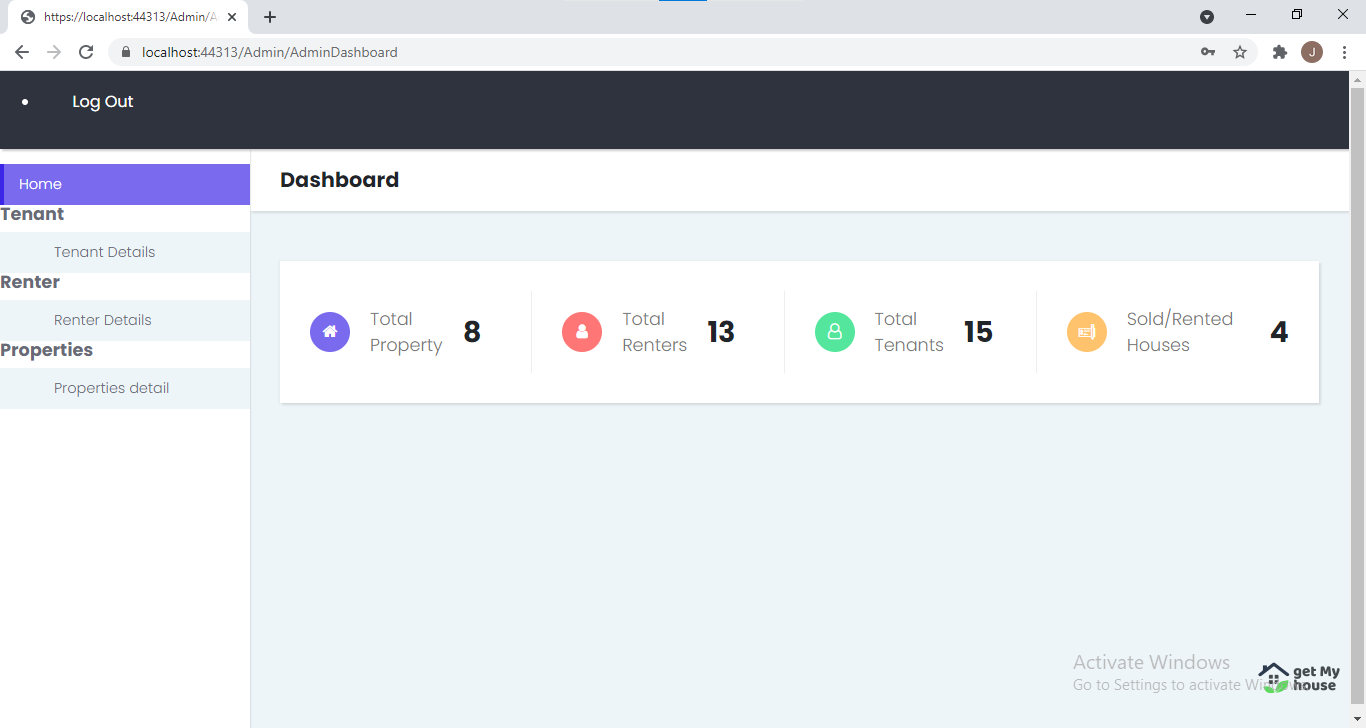 https://localhost:44313/Admin/A
localhost:44313/Admin/AdminDashboard
J
Log Out
Home
Dashboard
Tenant
Tenant Details
Renter
Renter Details
Properties
Properties detail
Total
Property
8
Total
Renters
13
Total
Tenants
15
Sold/Rented
Houses
4
Activate Windows
Go to Settings to activate
get My
house